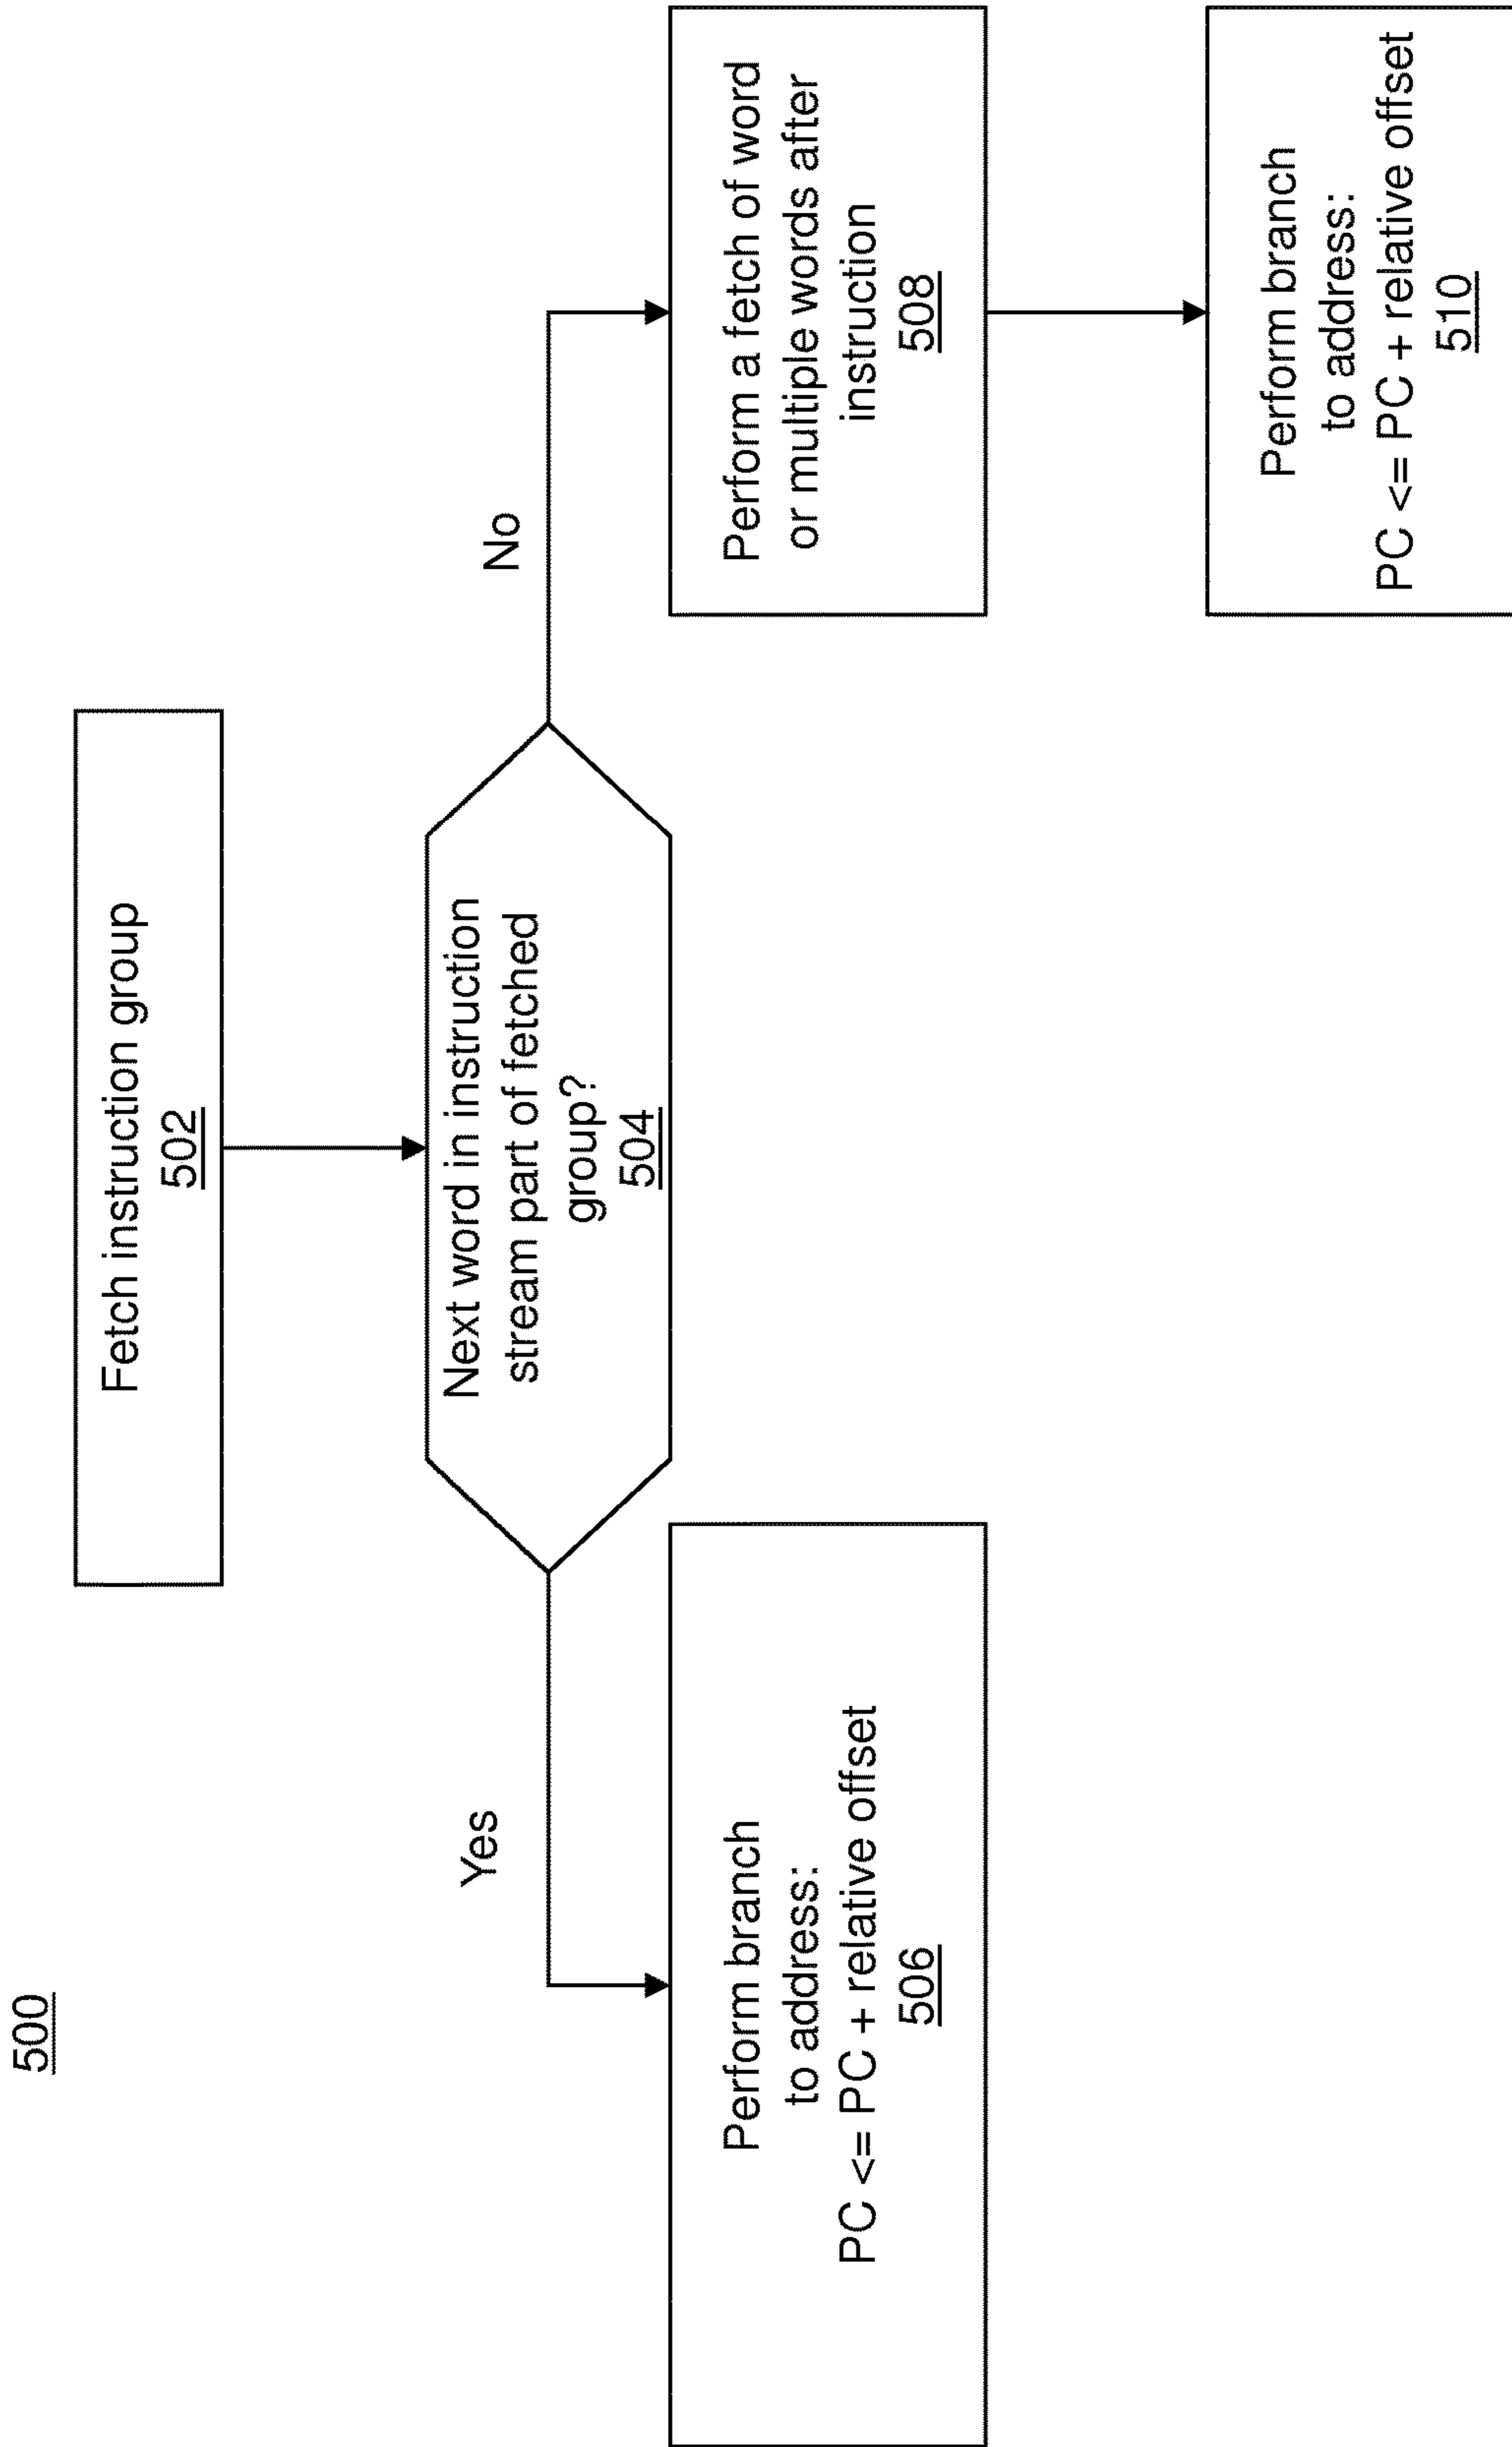 500
Fetch instruction group
502
Next word in instruction
stream part of fetched
group?
504
Yes
No
Perform branch
to address:
PC <= PC + relative offset
506
Perform a fetch of word
or multiple words after
instruction
508
Perform branch
to address:
PC <= PC + relative offset
510